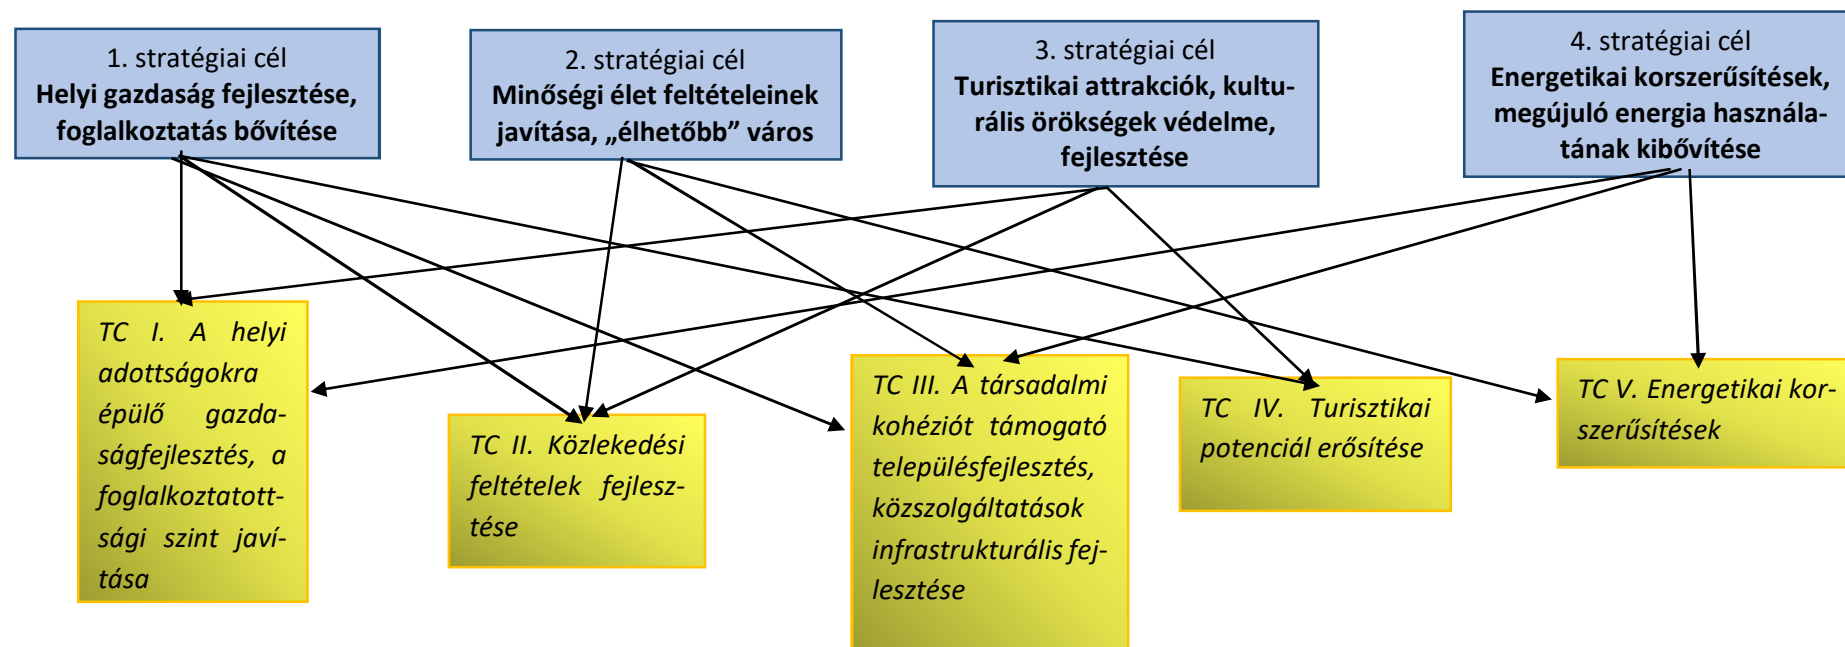 1. stratégiai cél
Helyi gazdaság fejlesztése,
foglalkoztatás bővítése
2. stratégiai cél
Minőségi élet feltételeinek
javítása, „élhetőbb” város
3. stratégiai cél
Turisztikai attrakciók, kultu-
rális örökségek védelme,
fejlesztése
4. stratégiai cél
Energetikai korszerűsítések,
megújuló energia használa-
tának kibővítése
TC I. A helyi
adottságokra
épülő gazda-
ságfejlesztés, a
foglalkoztatott-
sági szint javí-
tása
TC II. Közlekedési
feltételek fejlesz-
tése
TC III. A társadalmi
kohéziót támogató
településfejlesztés,
közszolgáltatások
infrastrukturális fej-
lesztése
TC IV. Turisztikai
potenciál erősítése
TC V. Energetikai kor-
szerűsítések